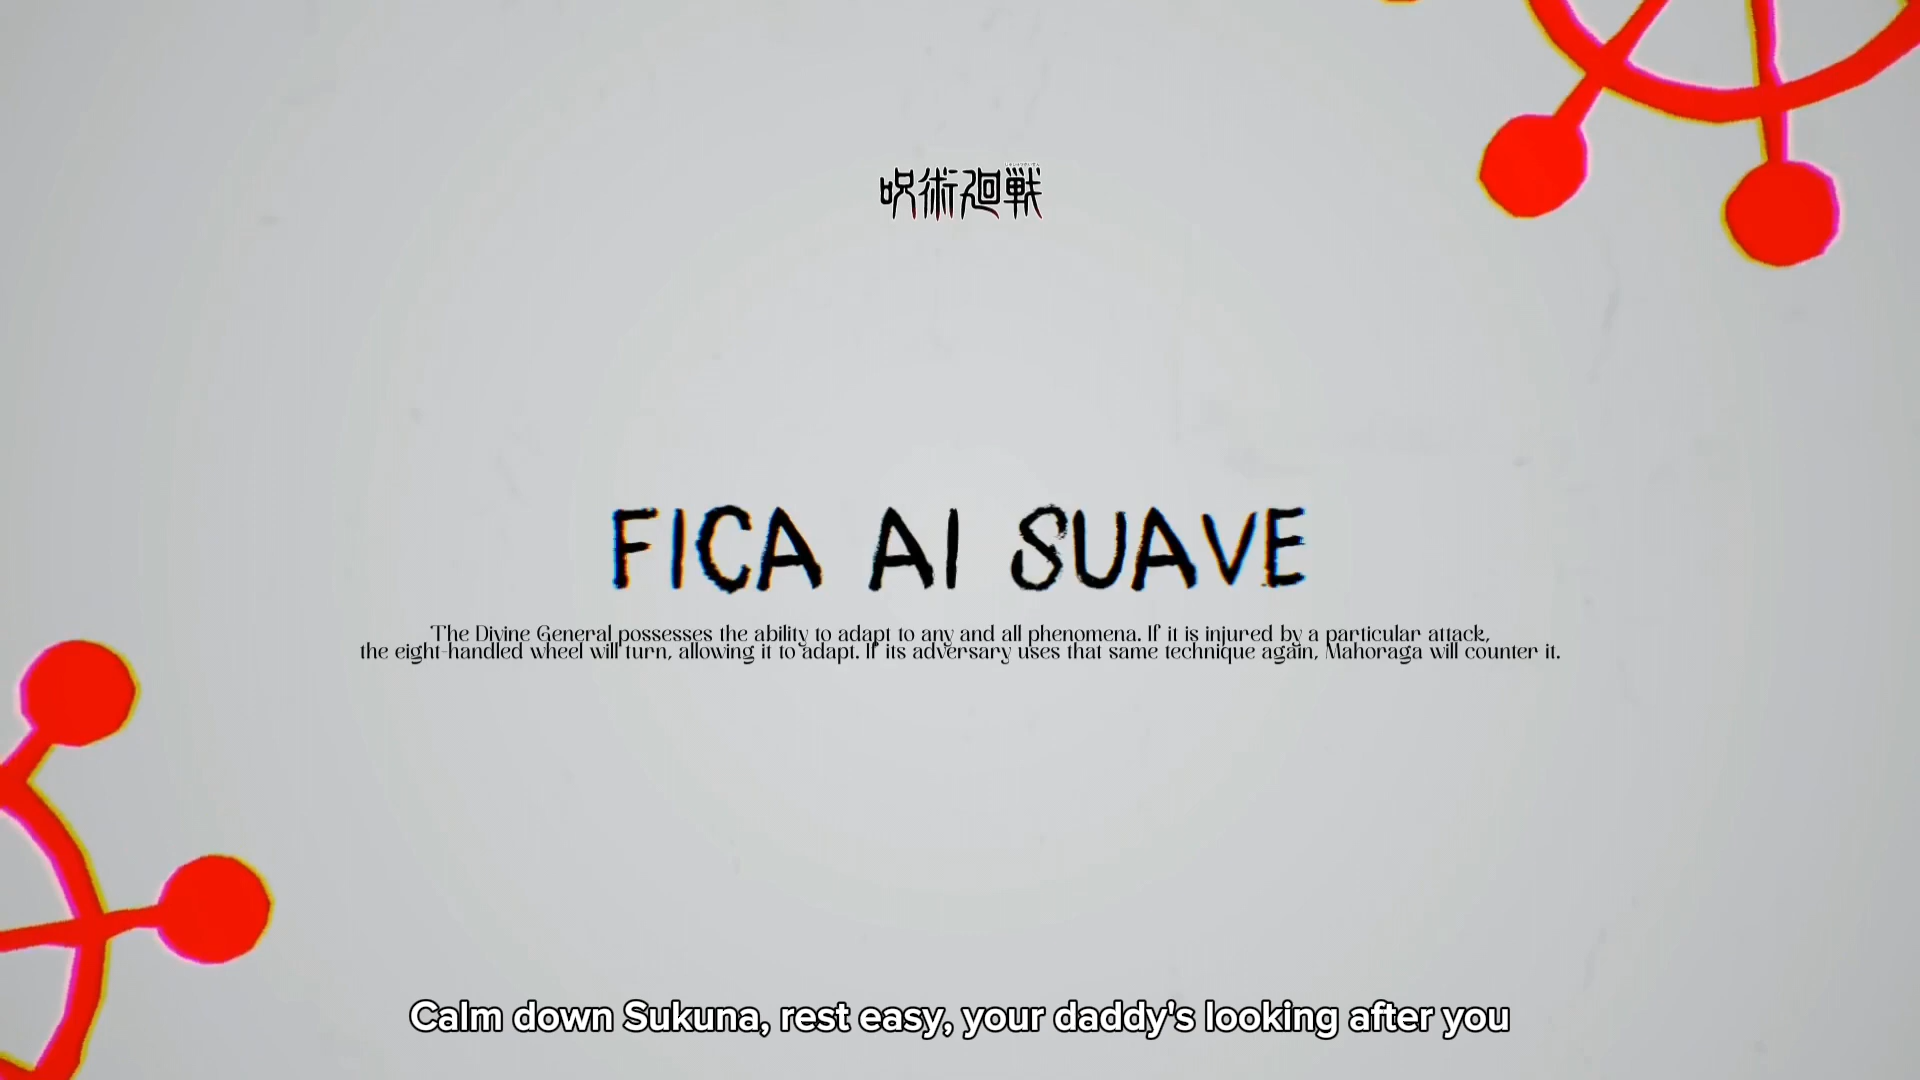 呪術廻戦
FICA AI SUAVE
The Divine General possesses the ability to adapt to any and all phenomena. If it is injured by a particular attack,
the eight-handled wheel will turn, allowing it to adapt. If its adversary uses that same technique again, Mahoraga will counter it.
Calm down Sukuna, rest easy, your daddy's looking after you